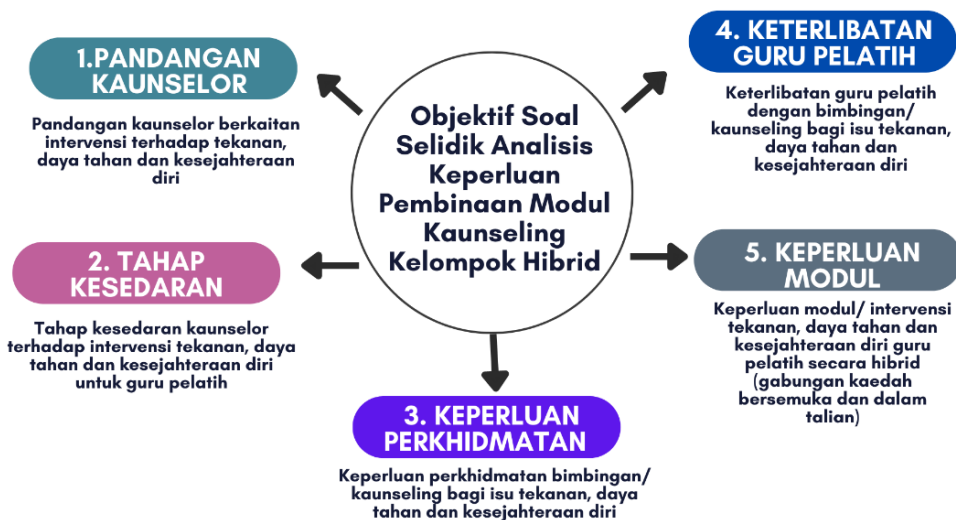 Objektif Soal
Selidik Analisis
Keperluan
Pembinaan Modul
Kaunseling
Kelompok Hibrid
1.PANDANGAN
KAUNSELOR
Pandangan kaunselor berkaitan
intervensi terhadap tekanan,
daya tahan dan kesejahteraan
diri
2. TAHAP
KESEDARAN
Tahap kesedaran kaunselor
terhadap intervensi tekanan, daya
tahan dan kesejahteraan diri
untuk guru pelatih
3. KEPERLUAN
PERKHIDMATAN
Keperluan perkhidmatan bimbingan/
kaunseling bagi isu tekanan, daya
tahan dan kesejahteraan diri
4. KETERLIBATAN
GURU PELATIH
Keterlibatan guru pelatih
dengan bimbingan/
kaunseling bagi isu tekanan,
daya tahan dan
kesejahteraan diri
5. KEPERLUAN
MODUL
Keperluan modul/ intervensi
tekanan, daya tahan dan
kesejahteraan diri guru
pelatih secara hibrid
(gabungan kaedah
bersemuka dan dalam
talian)